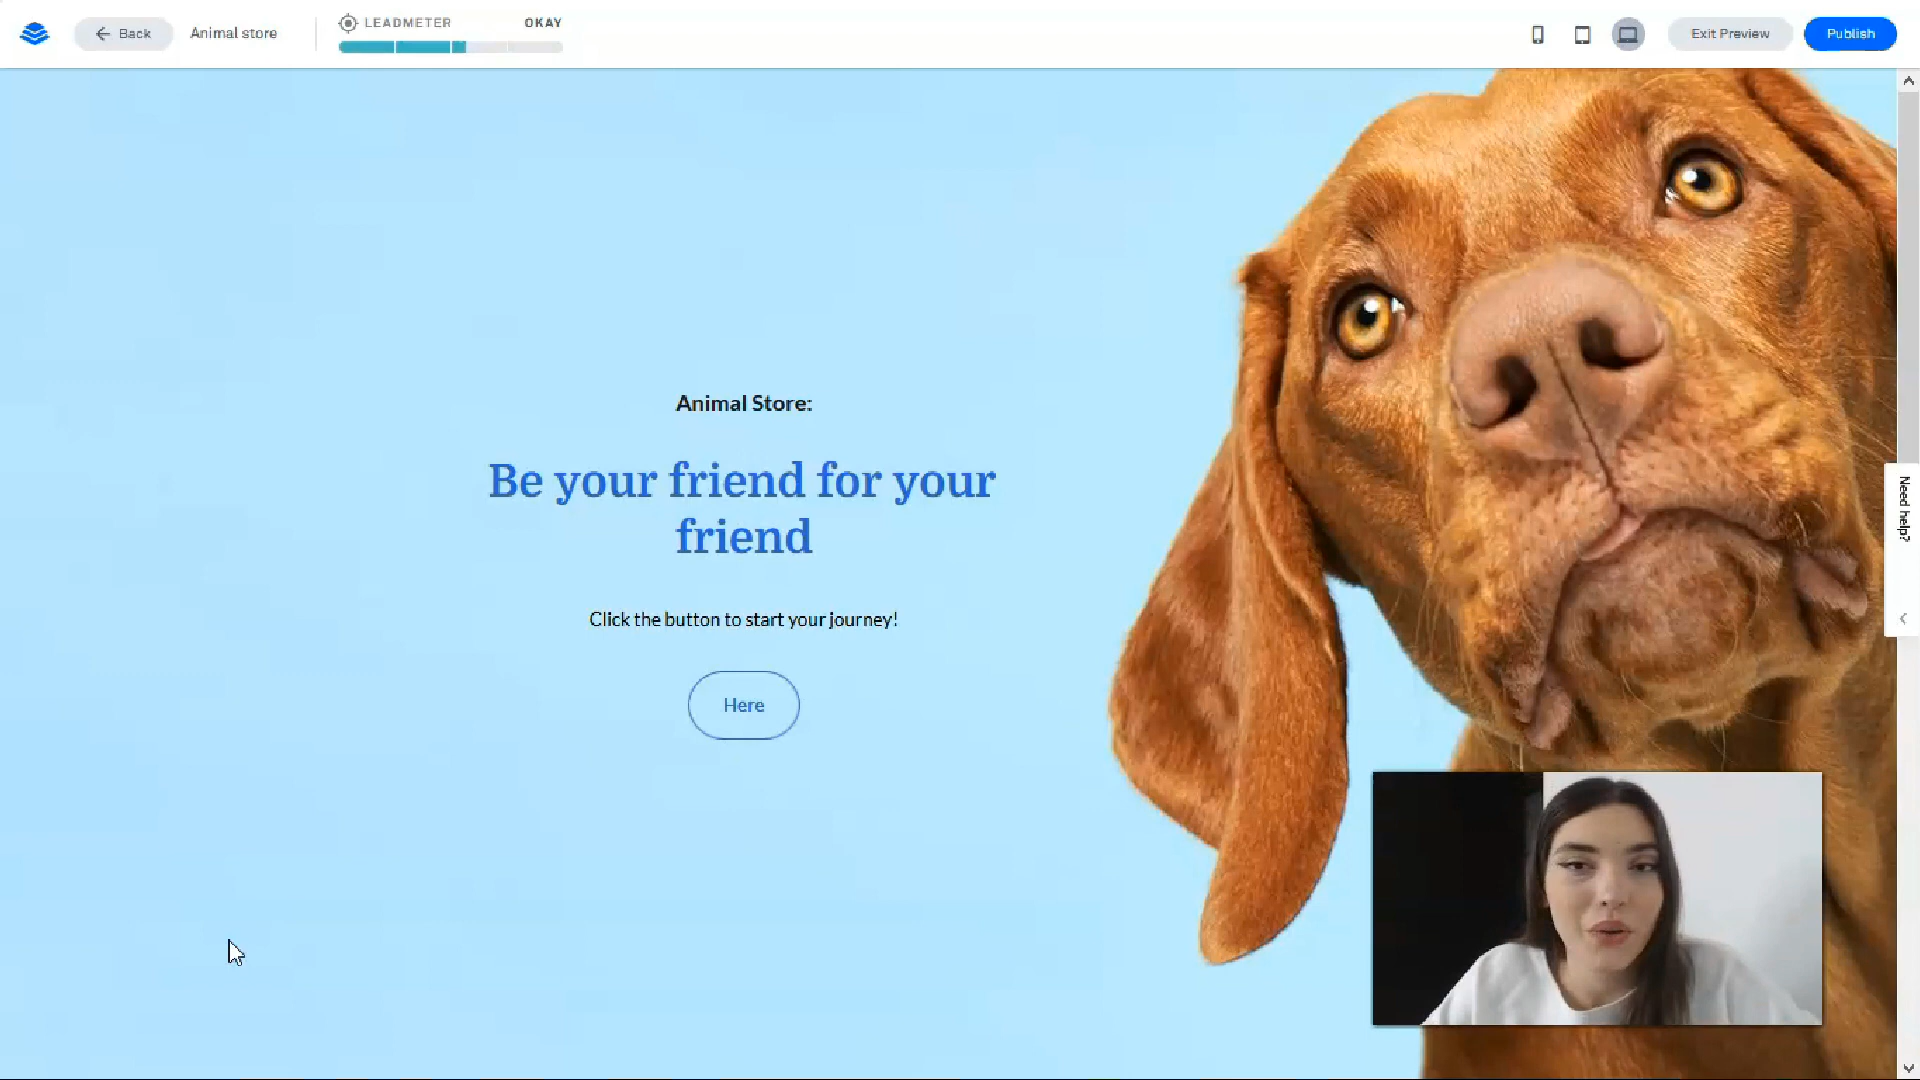 Back
Animal store
LEADMETER
OKAY
Exit Preview
Publish
Animal Store:
Be your friend for your
friend
Click the button to start your journey!
Here
Need help?